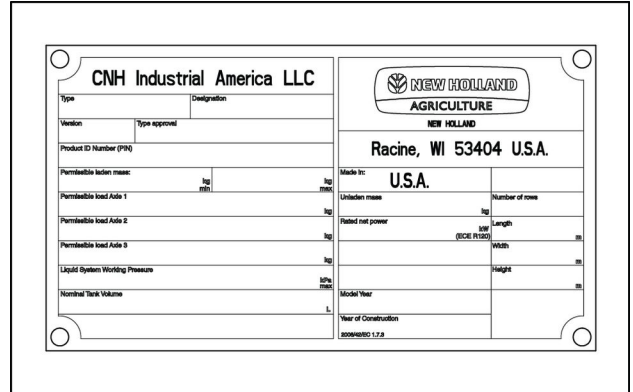 CNH Industrial America LLC
Type
Designation
Version
Type approval
Product ID Number (PIN)
Permissible laden mass:
kg
min
kg
max
Permissible load Axle 1
kg
Permissible load Axle 2
kg
Permissible load Axle 3
kg
Liquid System Working Pressure
kPa
max
Nominal Tank Volume
L
NEW HOLLAND
AGRICULTURE
NEW HOLLAND
Racine, WI 53404 U.S.A.
Made in:
U.S.A.
Unladen mass
kg
Number of rows
Rated net power
kW
(ECE R120)
Length
m
Width
m
Height
m
Model Year
Year of Construction
2006/42/EC 1.7.3